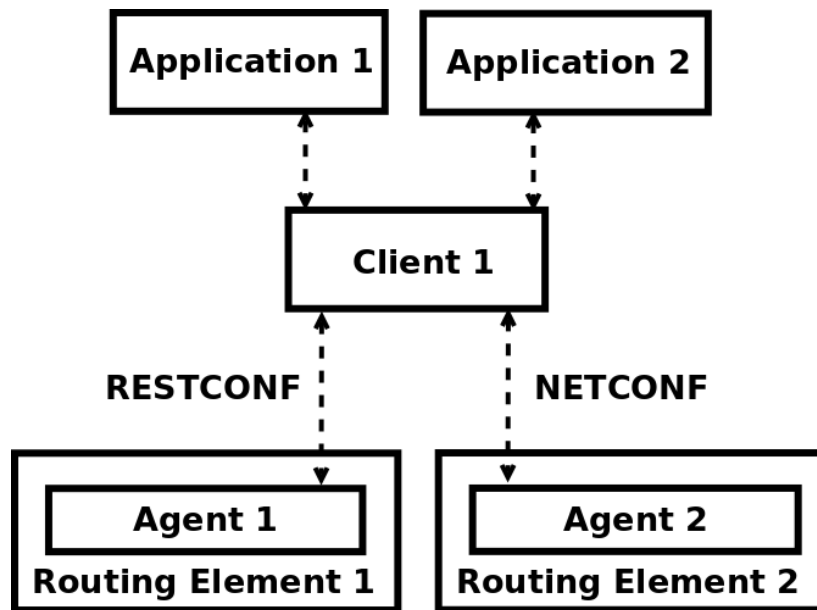 Application 1
Application 2
Client 1
RESTCONF
NETCONF
Agent 1
Agent 2
Routing Element 1
Routing Element 2